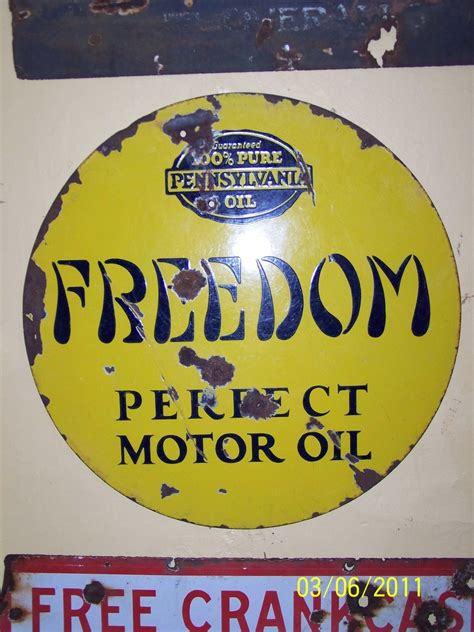 Guaranteed
100% PURE
PENNSYLVANIA
OIL
FREEDOM
PERFECT
MOTOR OIL
03/06/2011
FREE CRANKCAS